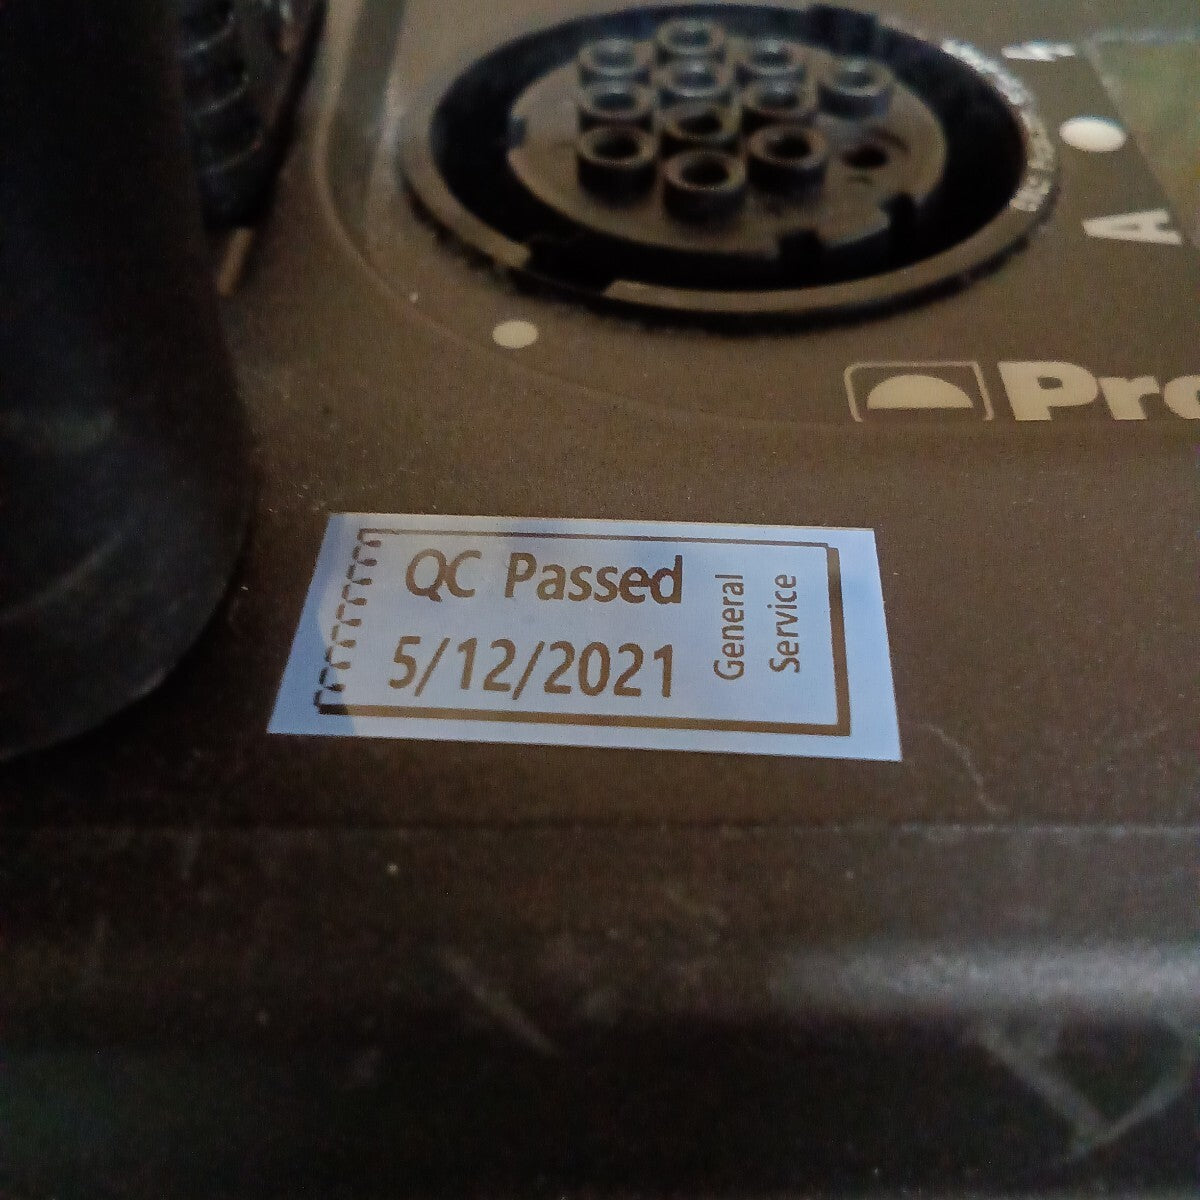 A
Pro
QC Passed
5/12/2021
General
Service